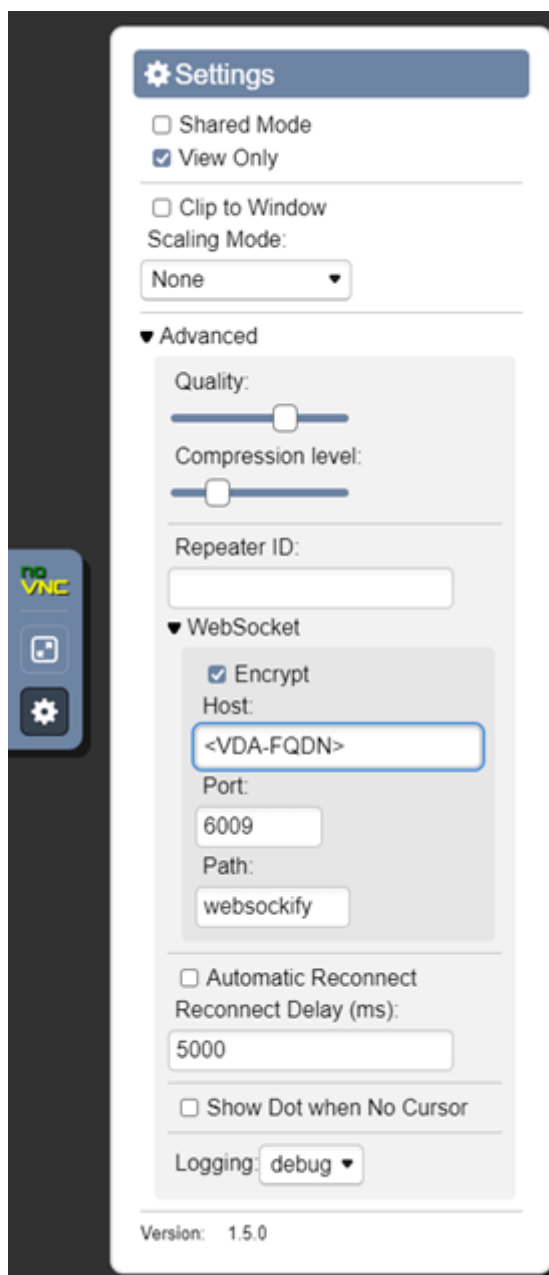 Settings
Shared Mode
View Only
Clip to Window
Scaling Mode:
None
Advanced
Quality:
Compression level:
Repeater ID:
no
VNC
WebSocket
Encrypt
Host:
<VDA-FQDN>
Port:
6009
Path:
websockify
Automatic Reconnect
Reconnect Delay (ms):
5000
Show Dot when No Cursor
Logging: debug
Version: 1.5.0